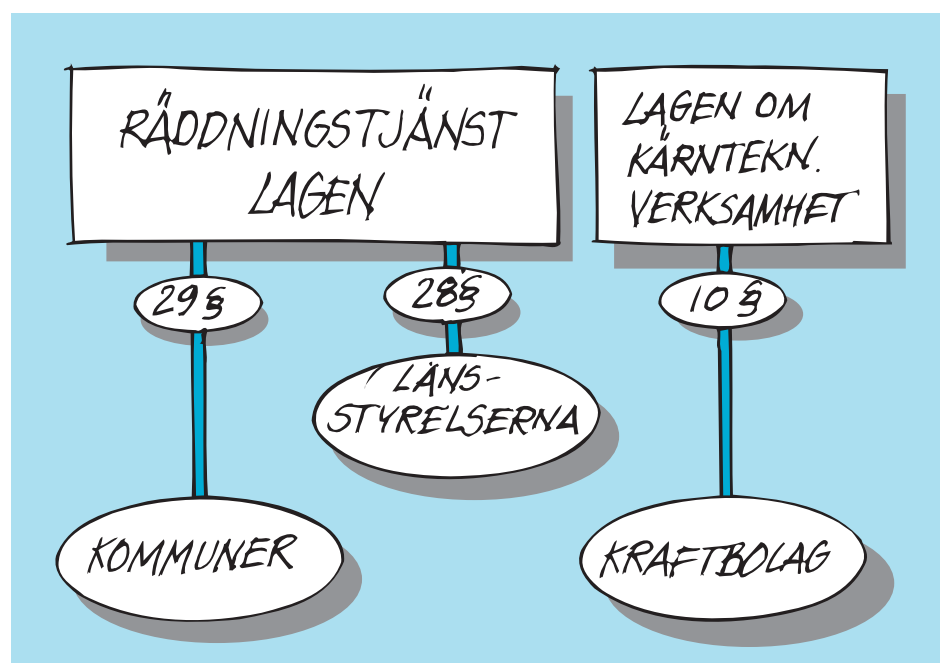 RÄDDNINGSTJÄNST
LAGEN
LAGEN OM
KÄRNTEKN.
VERKSAMHET
29 §
28 §
10 §
LÄNS-
STYRELSERNA
KOMMUNER
KRAFTBOLAG